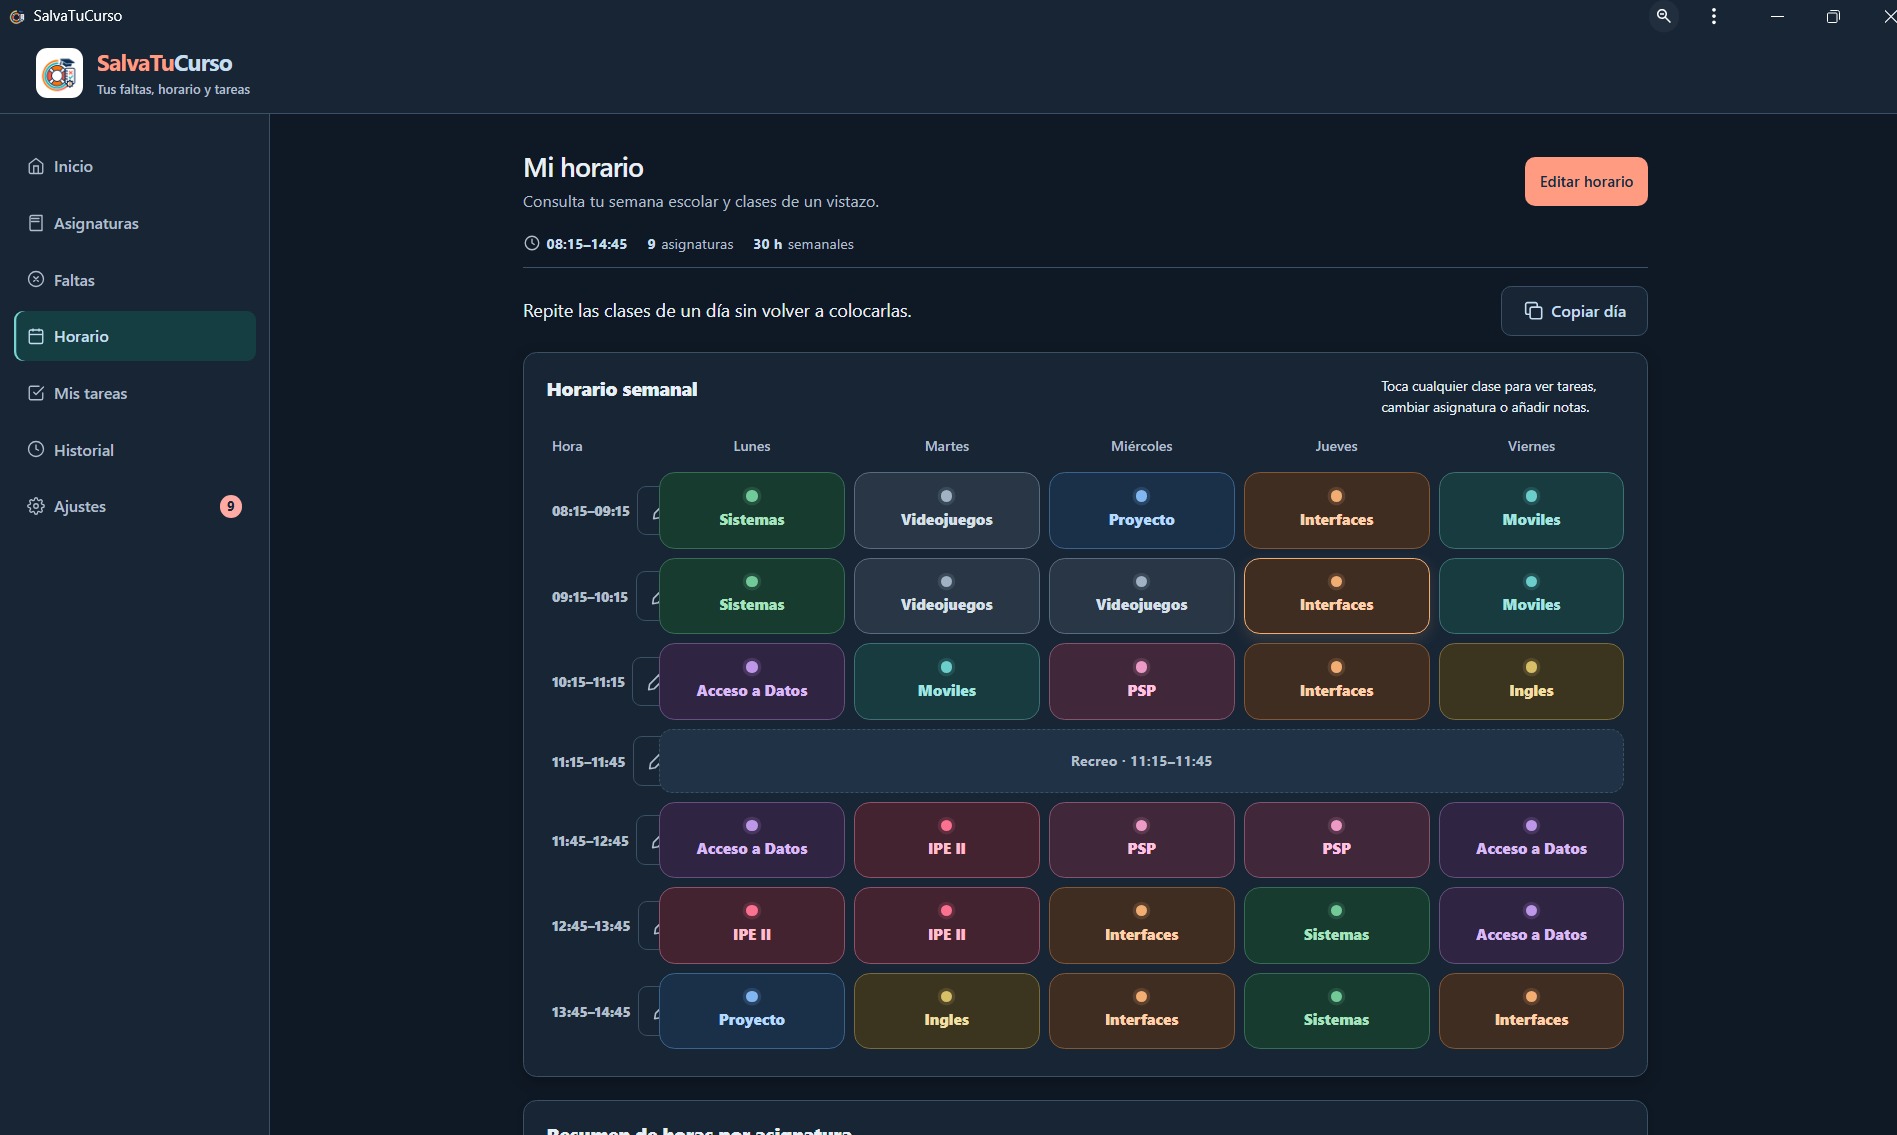 SalvaTuCurso
SalvaTuCurso
Tus faltas, horario y tareas
Inicio
Asignaturas
Faltas
Horario
Mis tareas
Historial
Ajustes 9
Mi horario
Consulta tu semana escolar y clases de un vistazo.
Editar horario
08:15–14:45 9 asignaturas 30 h semanales
Repite las clases de un día sin volver a colocarlas.
Copiar día
Horario semanal
Toca cualquier clase para ver tareas,
cambiar asignatura o añadir notas.
Hora Lunes Martes Miércoles Jueves Viernes
08:15–09:15 Sistemas Videojuegos Proyecto Interfaces Moviles
09:15–10:15 Sistemas Videojuegos Videojuegos Interfaces Moviles
10:15–11:15 Acceso a Datos Moviles PSP Interfaces Ingles
11:15–11:45 Recreo · 11:15–11:45
11:45–12:45 Acceso a Datos IPE II PSP PSP Acceso a Datos
12:45–13:45 IPE II IPE II Interfaces Sistemas Acceso a Datos
13:45–14:45 Proyecto Ingles Interfaces Sistemas Interfaces
Resumen de horas por asignatura